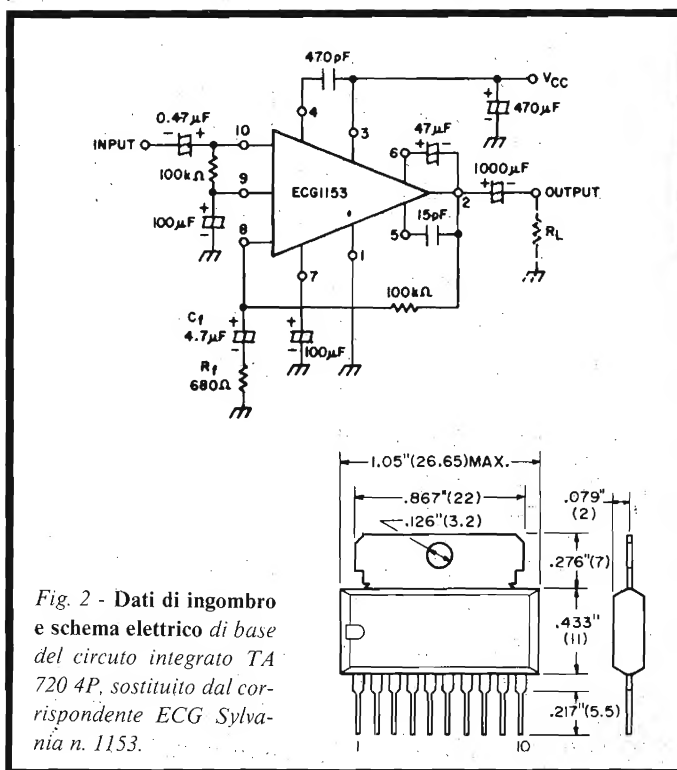 470pF
VCC
470µF
0.47µF
4
INPUT
10
3
47µF
6
1000µF
100kΩ
9
ECG1153
2
OUTPUT
100µF
15pF
5
RL
8
7
1
100kΩ
Cf
4.7µF
100µF
Rf
680Ω
1.05"(26.65)MAX.
.867"(22)
.079"
(2)
.126"(3.2)
.276"(7)
.433"
(11)
.217"(5.5)
1
10
Fig. 2 - Dati di ingombro
e schema elettrico di base
del circuto integrato TA
720 4P, sostituito dal cor-
rispondente ECG Sylva-
nia n. 1153.